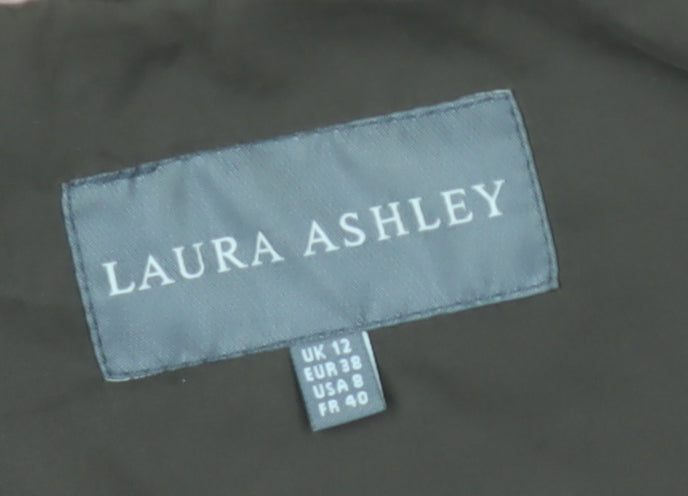 LAURA ASHLEY
UK 12
EUR 38
USA 8
FR 40